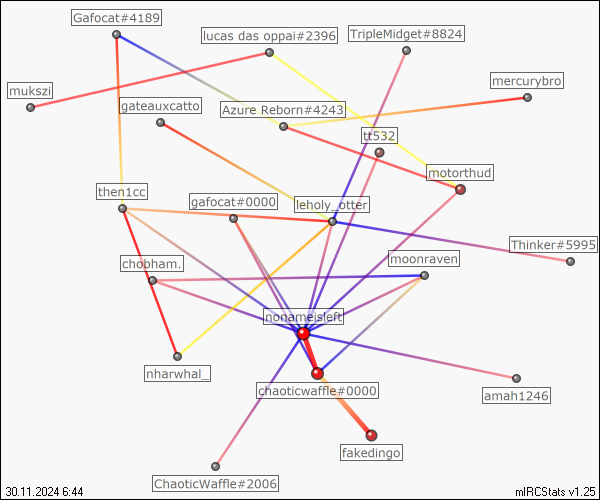 Gafocat#4189
lucas das oppai#2396
TripleMidget#8824
mukszi
mercurybro
gateauxcatto
Azure Reborn#4243
tt532
motorthud
then1cc
gafocat#0000
leholy_otter
Thinker#5995
chobham.
moonraven
nonameisleft
nharwhal_
chaoticwaffle#0000
amah1246
fakedingo
ChaoticWaffle#2006
30.11.2024 6:44
mIRCStats v1.25